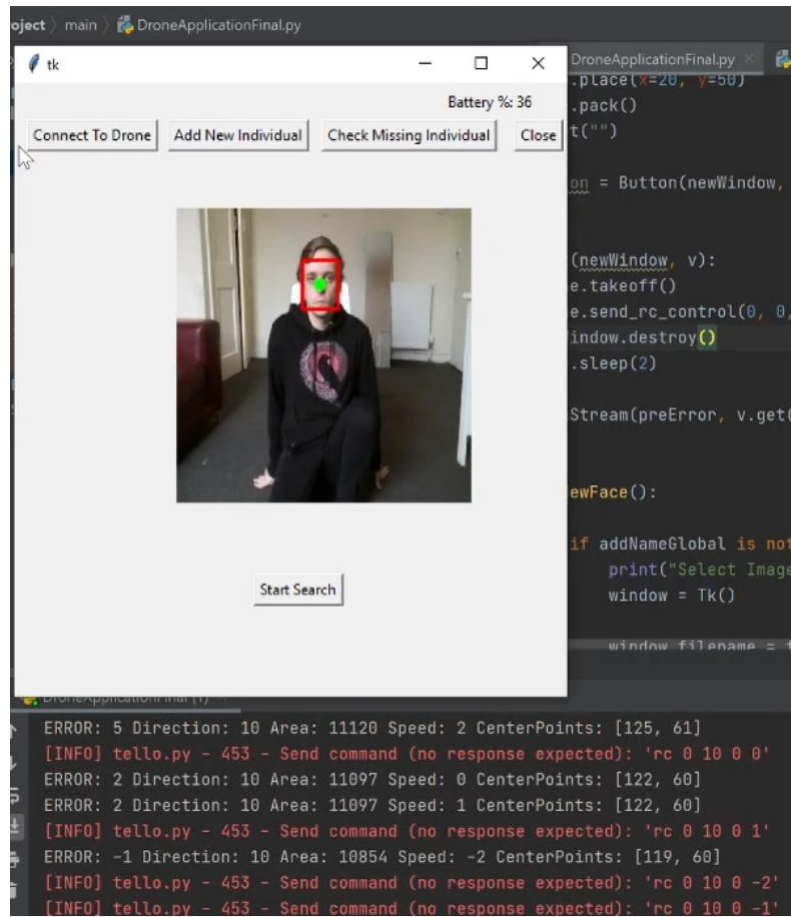 oject main DroneApplicationFinal.py
tk
DroneApplicationFinal.py
Battery %: 36
Connect To Drone Add New Individual Check Missing Individual Close
.place(x=20, y=50)
.pack()
t("")
on = Button(newWindow,
(newWindow, v):
e.takeoff()
e.send_rc_control(0, 0,
indow.destroy()
.sleep(2)
Stream(preError, v.get(
ewFace():
if addNameGlobal is not
print("Select Image
window = Tk()
window filename = f
Start Search
DroneApplicationFinal (1)
ERROR: 5 Direction: 10 Area: 11120 Speed: 2 CenterPoints: [125, 61]
[INFO] tello.py - 453 - Send command (no response expected): 'rc 0 10 0 0'
ERROR: 2 Direction: 10 Area: 11097 Speed: 0 CenterPoints: [122, 60]
ERROR: 2 Direction: 10 Area: 11097 Speed: 1 CenterPoints: [122, 60]
[INFO] tello.py - 453 - Send command (no response expected): 'rc 0 10 0 1'
ERROR: -1 Direction: 10 Area: 10854 Speed: -2 CenterPoints: [119, 60]
[INFO] tello.py - 453 - Send command (no response expected): 'rc 0 10 0 -2'
[INFO] tello.py - 453 - Send command (no response expected): 'rc 0 10 0 -1'